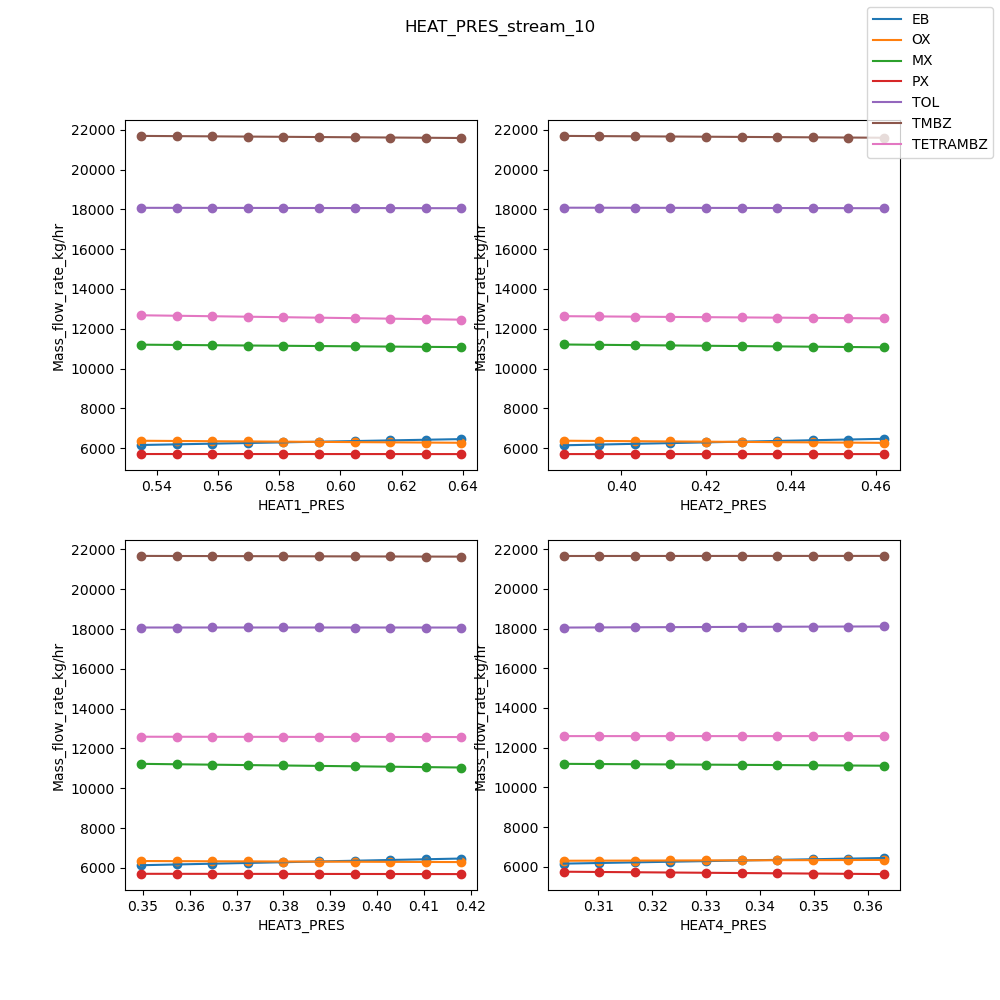 HEAT_PRES_stream_10
EB
OX
MX
PX
TOL
TMBZ
TETRAMBZ
22000
20000
18000
16000
14000
12000
10000
8000
6000
Mass_flow_rate_kg/hr
0.54 0.56 0.58 0.60 0.62 0.64
HEAT1_PRES
22000
20000
18000
16000
14000
12000
10000
8000
6000
Mass_flow_rate_kg/hr
0.40 0.42 0.44 0.46
HEAT2_PRES
22000
20000
18000
16000
14000
12000
10000
8000
6000
Mass_flow_rate_kg/hr
0.35 0.36 0.37 0.38 0.39 0.40 0.41 0.42
HEAT3_PRES
22000
20000
18000
16000
14000
12000
10000
8000
6000
Mass_flow_rate_kg/hr
0.31 0.32 0.33 0.34 0.35 0.36
HEAT4_PRES